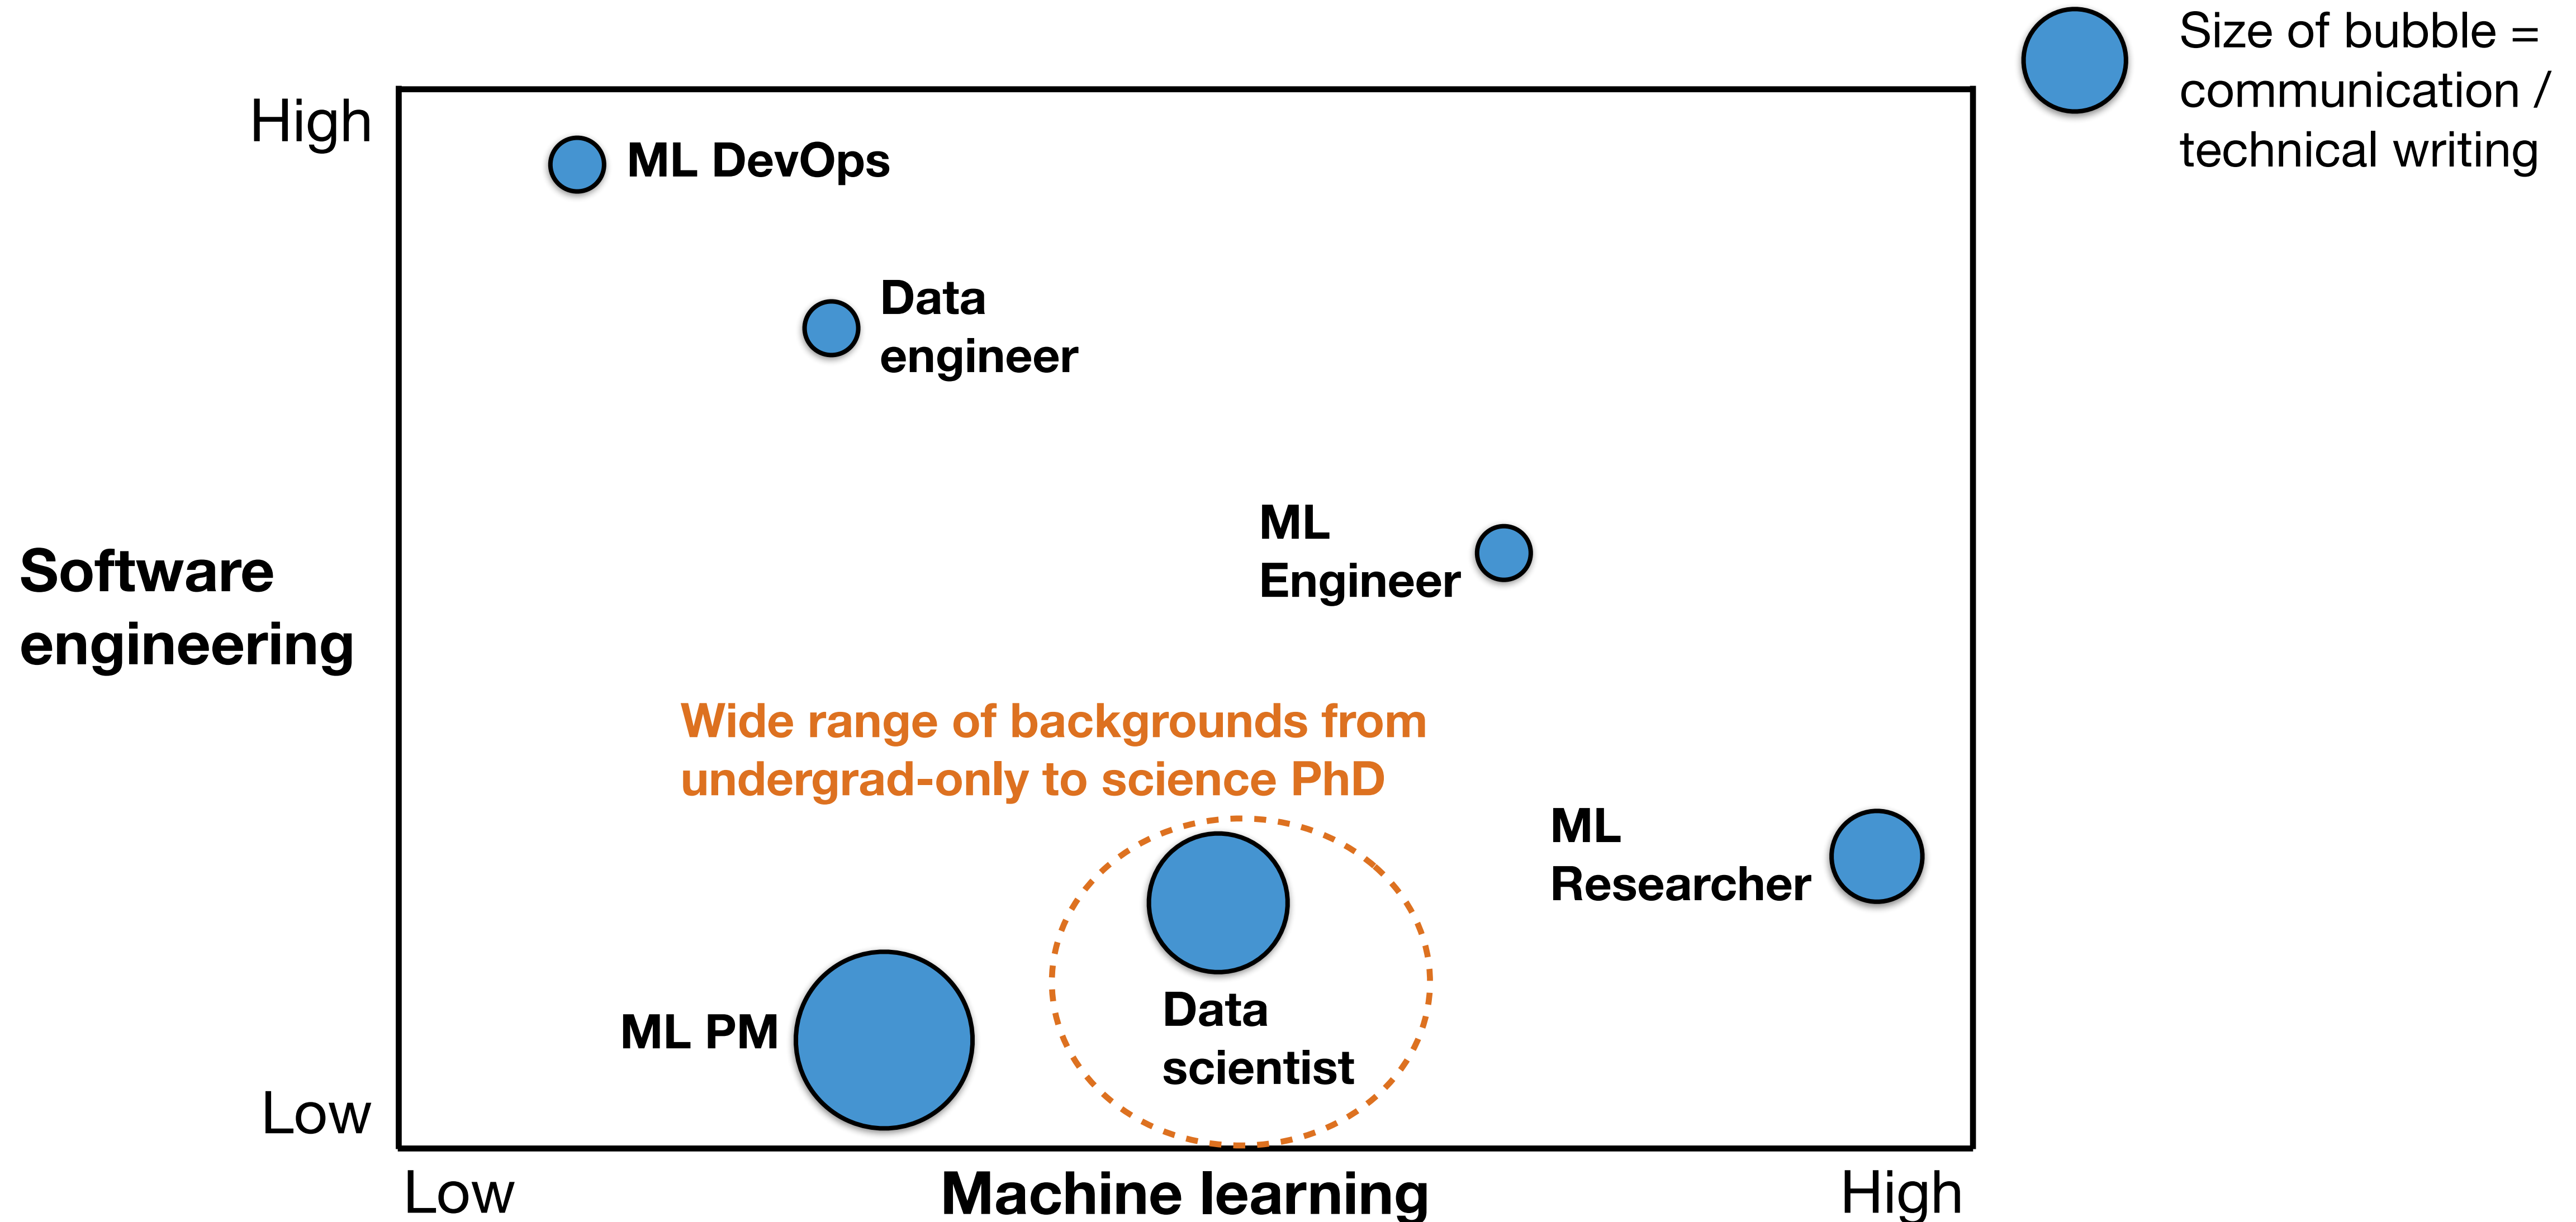 Size of bubble =
communication /
technical writing
High
ML DevOps
Data
engineer
ML
Engineer
Software
engineering
Wide range of backgrounds from
undergrad-only to science PhD
ML
Researcher
Data
scientist
ML PM
Low
Low
Machine learning
High